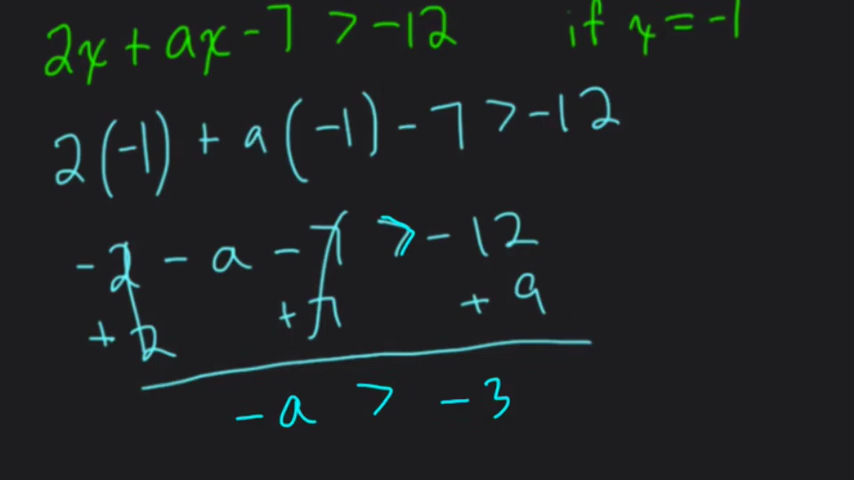 2x + ax - 7 > -12 if x = -1
2(-1) + a(-1) - 7 > -12
-2 - a - 7 > -12
+2 +7 +9
-a > -3